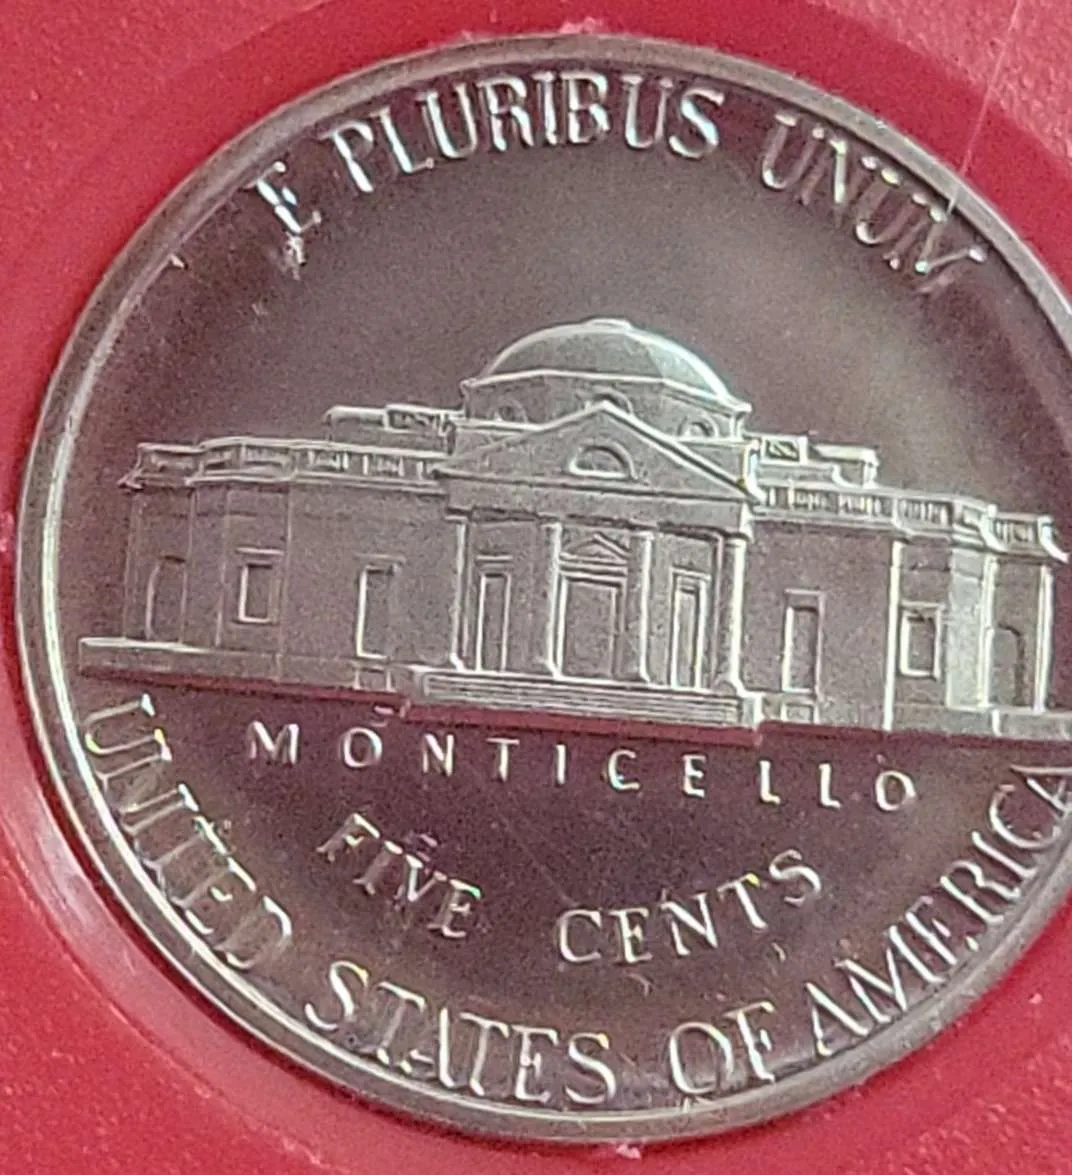 E PLURIBUS UNUM
MONTICELLO
FIVE CENTS
UNITED STATES OF AMERICA